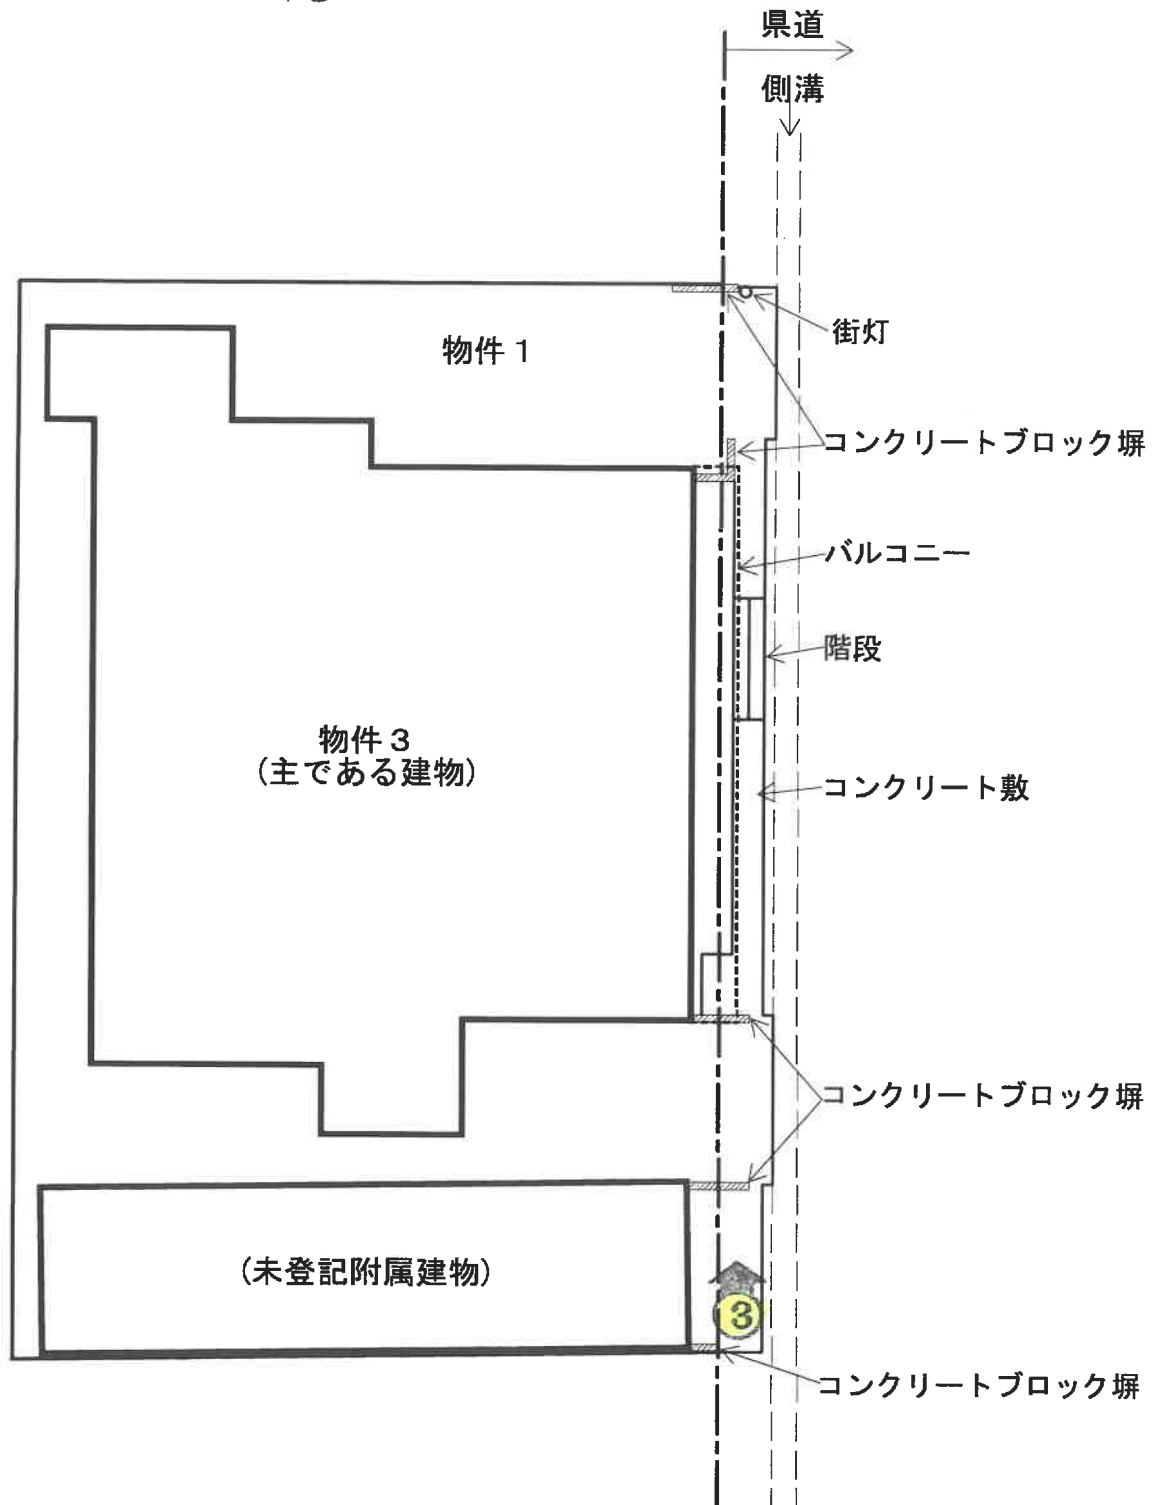 県道
側溝
街灯
物件１
コンクリートブロック塀
バルコニー
階段
物件３
(主である建物)
コンクリート敷
コンクリートブロック塀
(未登記附属建物)
③
コンクリートブロック塀